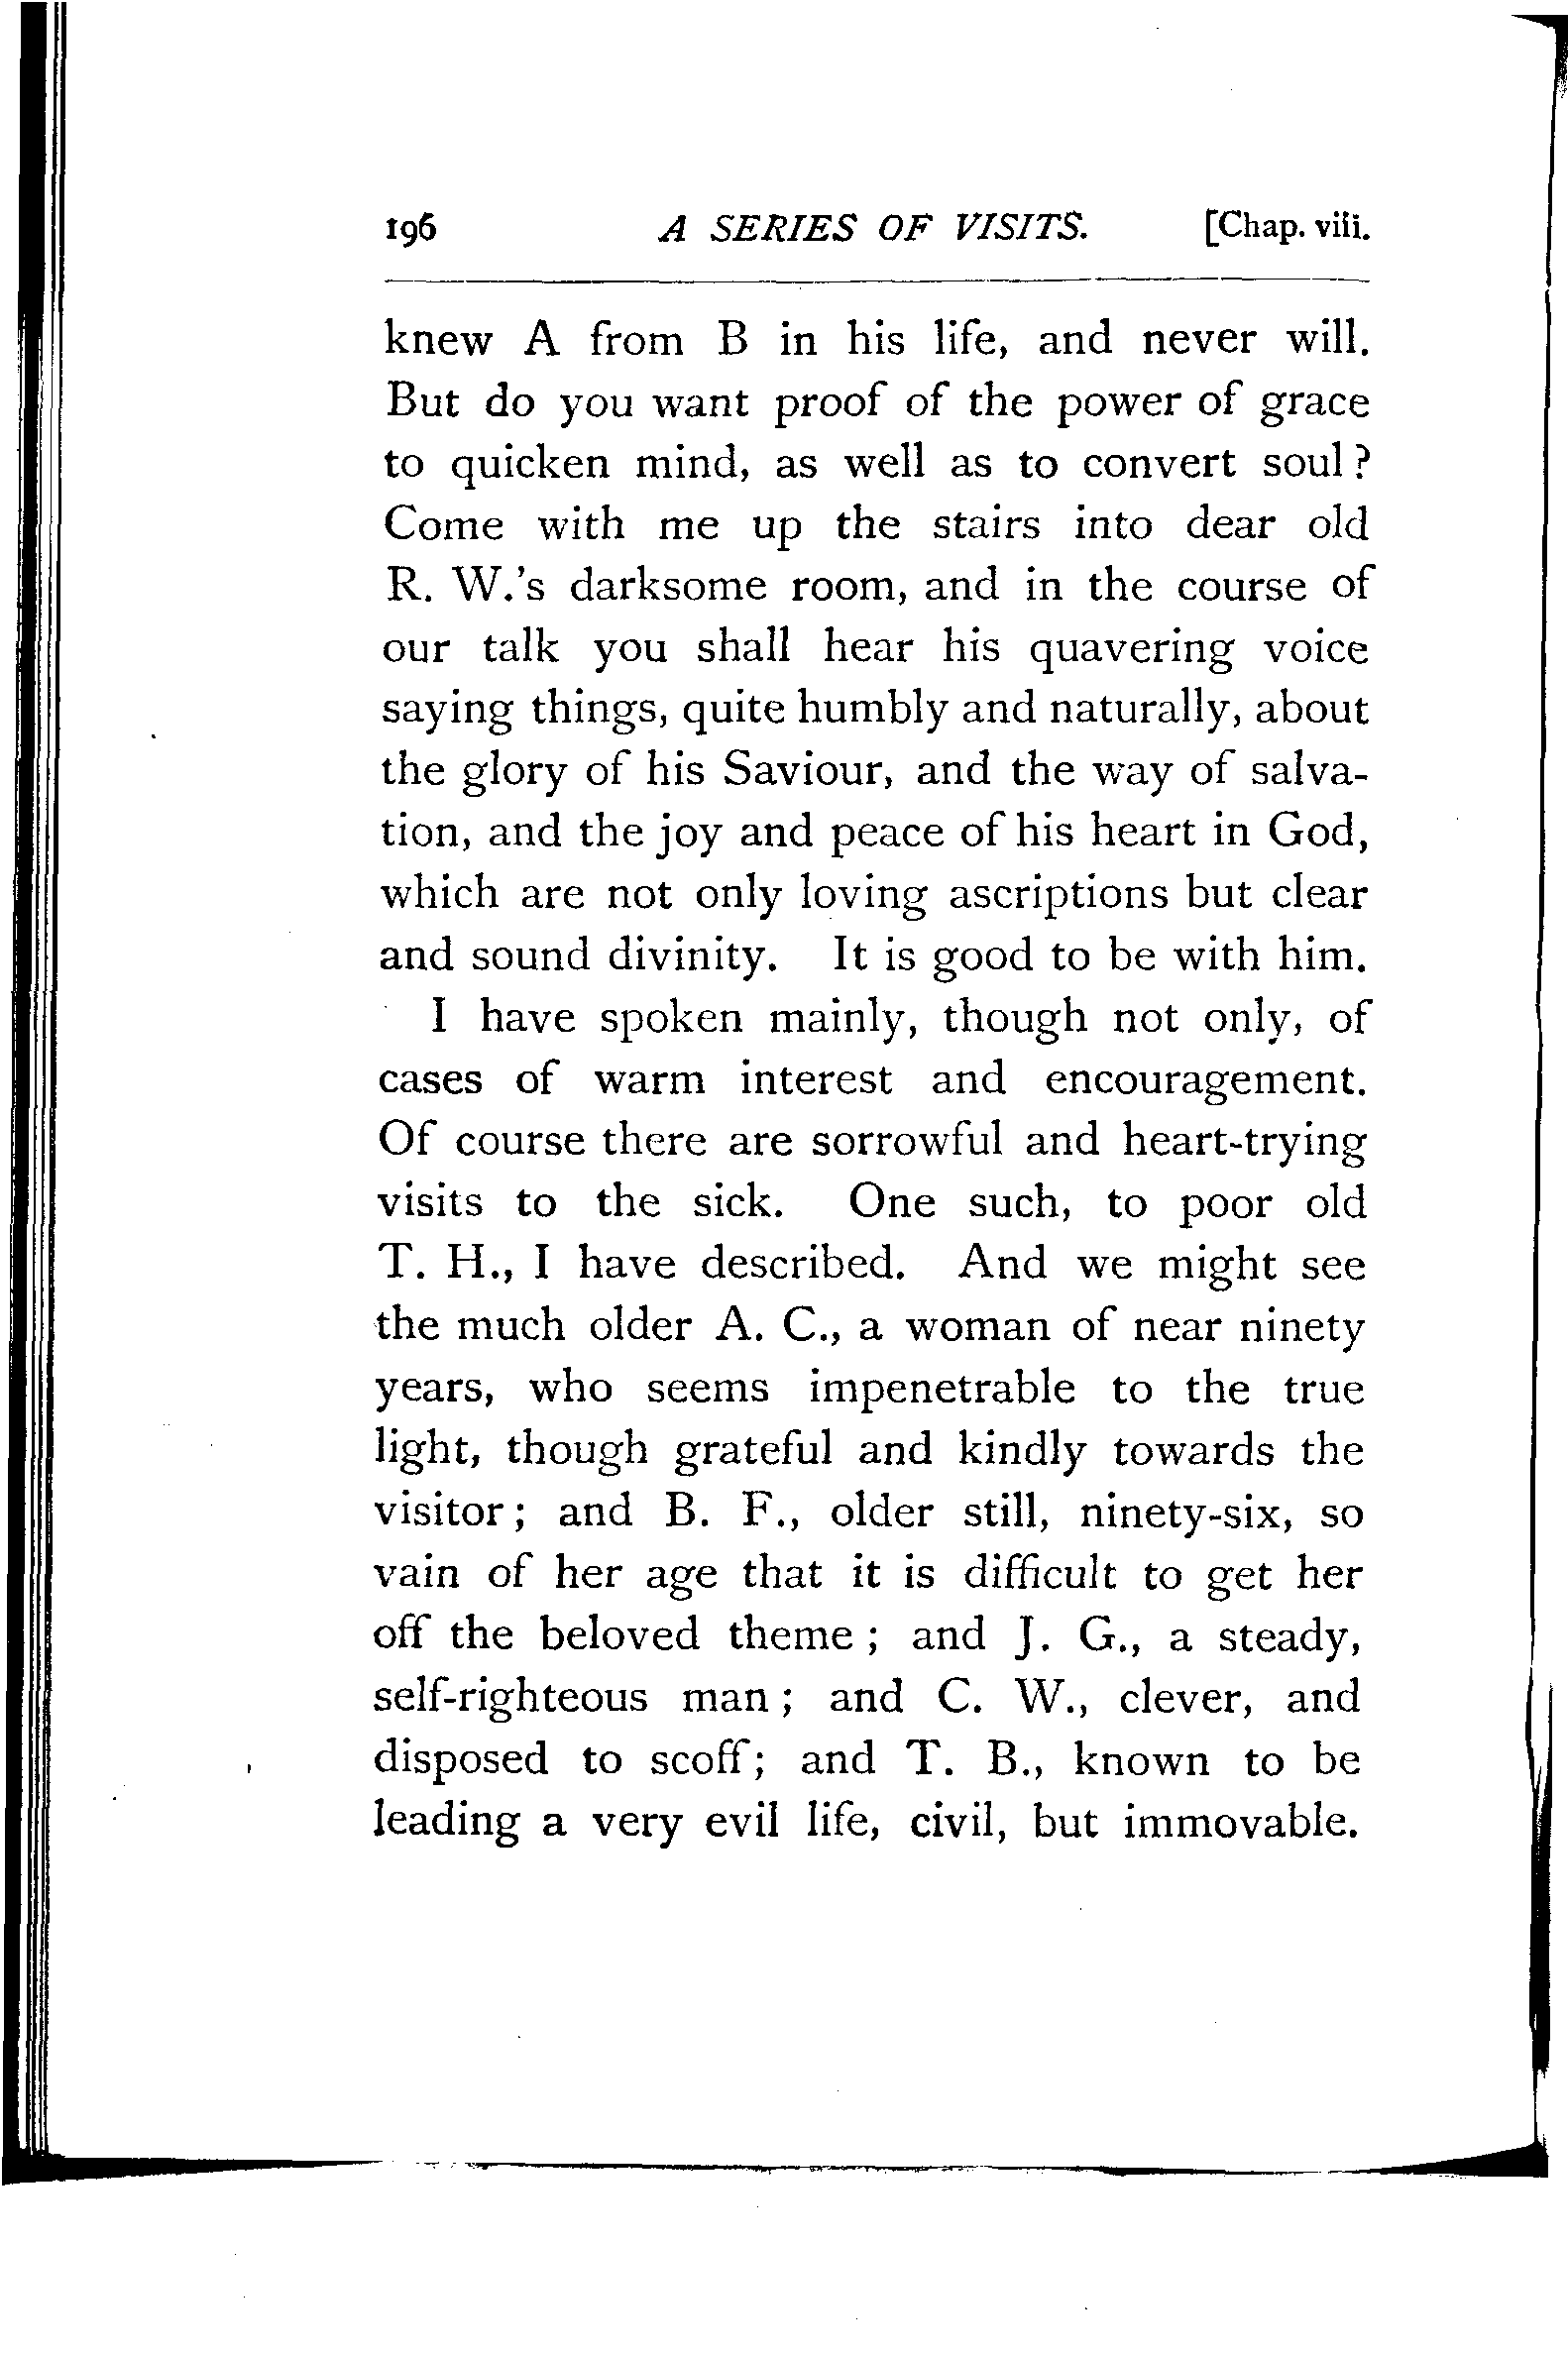 196 A SERIES OF VISITS. [Chap. viii.
knew A from B in his life, and never will.
But do you want proof of the power of grace
to quicken mind, as well as to convert soul ?
Come with me up the stairs into dear old
R. W.'s darksome room, and in the course of
our talk you shall hear his quavering voice
saying things, quite humbly and naturally, about
the glory of his Saviour, and the way of salva-
tion, and the joy and peace of his heart in God,
which are not only loving ascriptions but clear
and sound divinity. It is good to be with him.
I have spoken mainly, though not only, of
cases of warm interest and encouragement.
Of course there are sorrowful and heart-trying
visits to the sick. One such, to poor old
T. H., I have described. And we might see
the much older A. C., a woman of near ninety
years, who seems impenetrable to the true
light, though grateful and kindly towards the
visitor ; and B. F., older still, ninety-six, so
vain of her age that it is difficult to get her
off the beloved theme ; and J. G., a steady,
self-righteous man ; and C. W., clever, and
disposed to scoff ; and T. B., known to be
leading a very evil life, civil, but immovable.